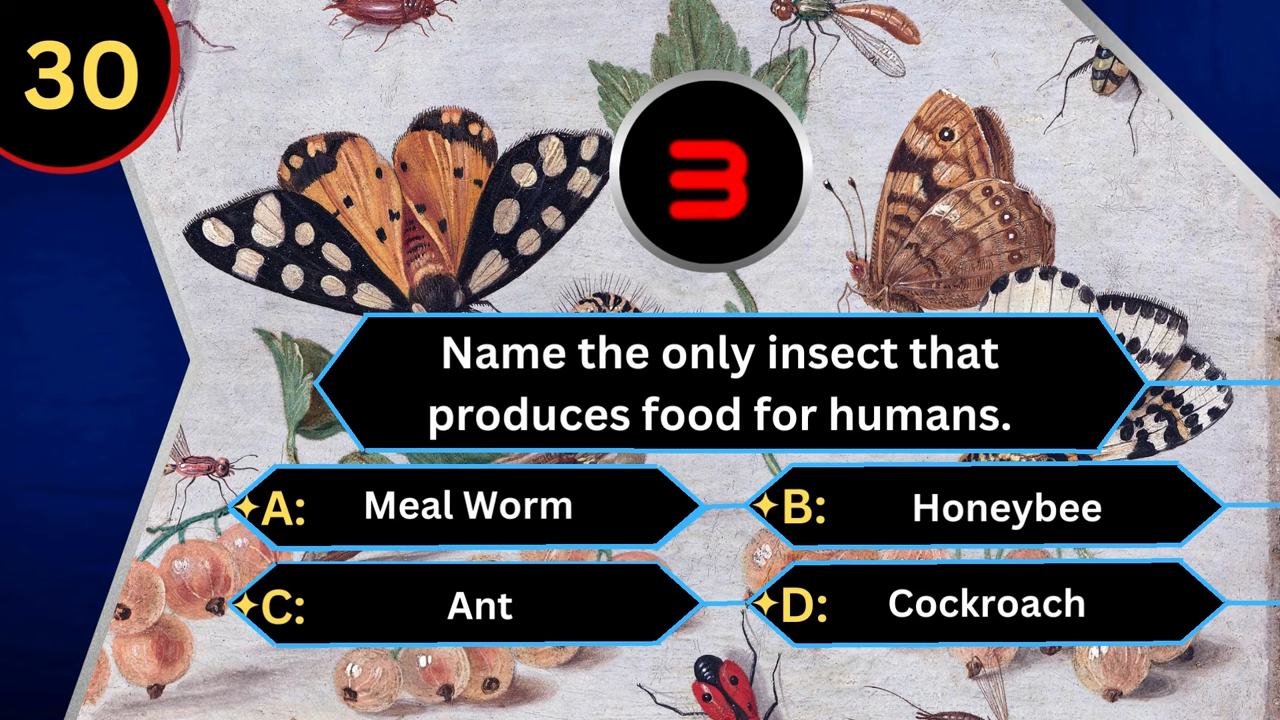 30
3
Name the only insect that
produces food for humans.
A: Meal Worm
B: Honeybee
C: Ant
D: Cockroach